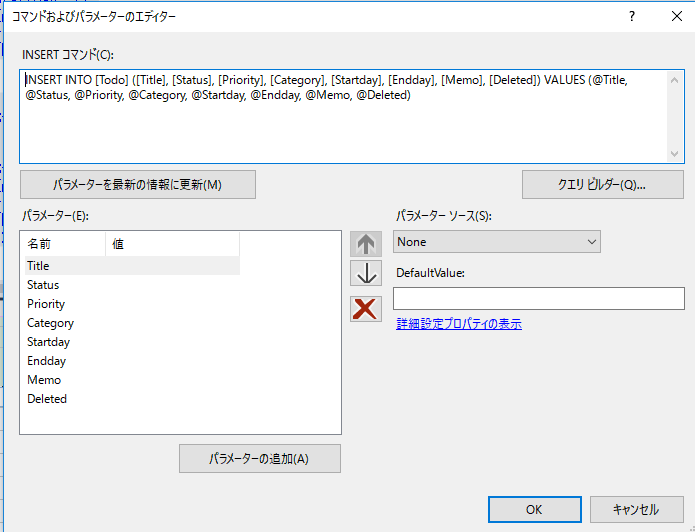 コマンドおよびパラメーターのエディター
INSERT コマンド(C):
INSERT INTO [Todo] ([Title], [Status], [Priority], [Category], [Startday], [Endday], [Memo], [Deleted]) VALUES (@Title,
@Status, @Priority, @Category, @Startday, @Endday, @Memo, @Deleted)
パラメーターを最新の情報に更新(M)
クエリ ビルダー(Q)...
パラメーター(E):
パラメーター ソース(S):
名前 値
None
Title
DefaultValue:
Status
Priority
Category
詳細設定プロパティの表示
Startday
Endday
Memo
Deleted
パラメーターの追加(A)
OK
キャンセル